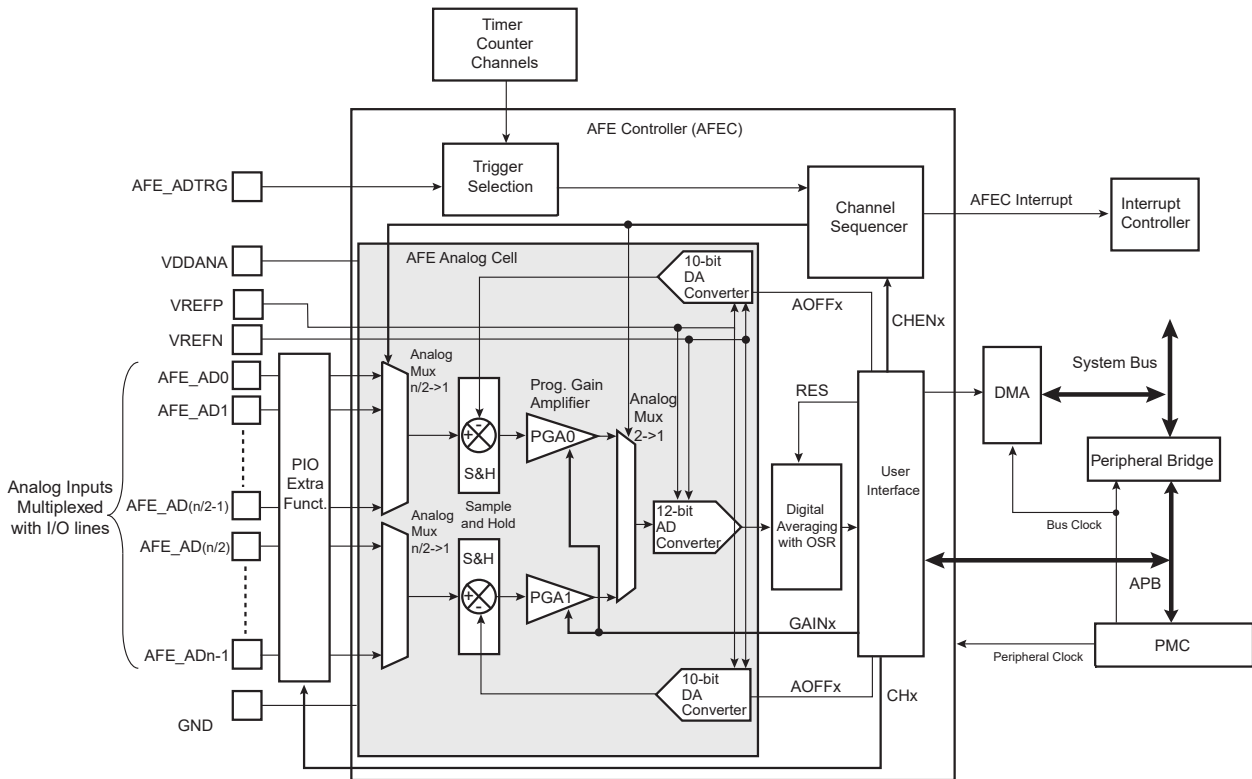 Timer
Counter
Channels
AFE Controller (AFEC)
AFE_ADTRG
Trigger
Selection
Channel
Sequencer
AFEC Interrupt
Interrupt
Controller
VDDANA
AFE Analog Cell
10-bit
DA
Converter
AOFFx
CHENx
VREFP
VREFN
AFE_AD0
AFE_AD1
AFE_AD(n/2-1)
AFE_AD(n/2)
AFE_ADn-1
GND
Analog Inputs
Multiplexed
with I/O lines
PIO
Extra
Funct.
Analog
Mux
n/2->1
+
-
S&H
Sample
and Hold
Prog. Gain
Amplifier
PGA0
Analog
Mux
2->1
Analog
Mux
n/2->1
S&H
+
-
PGA1
12-bit
AD
Converter
RES
Digital
Averaging
with OSR
User
Interface
GAINx
10-bit
DA
Converter
AOFFx
CHx
DMA
System Bus
Peripheral Bridge
Bus Clock
APB
Peripheral Clock
PMC